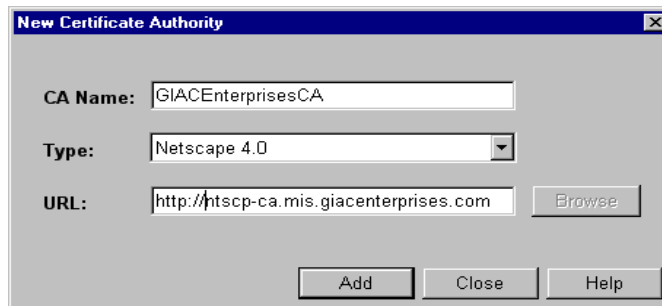 New Certificate Authority
CA Name: GIACEnterprisesCA
Type: Netscape 4.0
URL: http://ntscp-ca.mis.giacenterprises.com Browse
Add Close Help